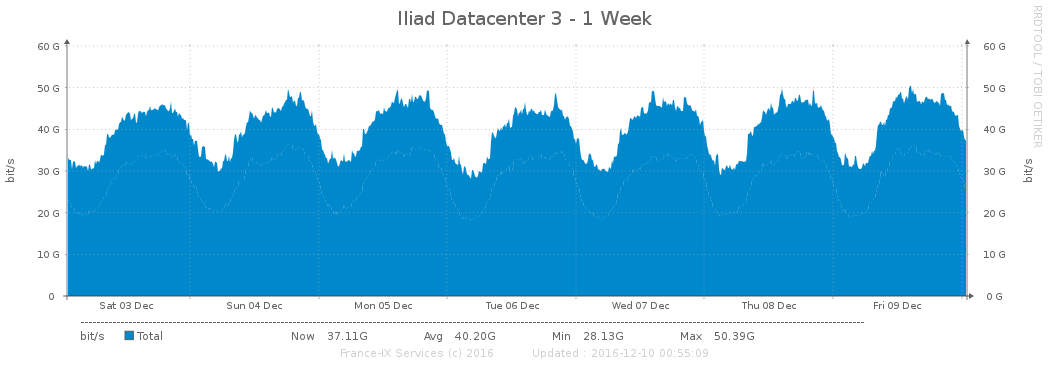 Iliad Datacenter 3 - 1 Week
RRDTOOL / TOBI OETIKER
60 G 60 G
50 G 50 G
40 G 40 G
30 G 30 G
20 G 20 G
10 G 10 G
0 0 G
bit/s bit/s
Sat 03 Dec Sun 04 Dec Mon 05 Dec Tue 06 Dec Wed 07 Dec Thu 08 Dec Fri 09 Dec
bit/s Total Now 37.11G Avg 40.20G Min 28.13G Max 50.39G
France-IX Services (c) 2016 Updated : 2016-12-10 00:55:09